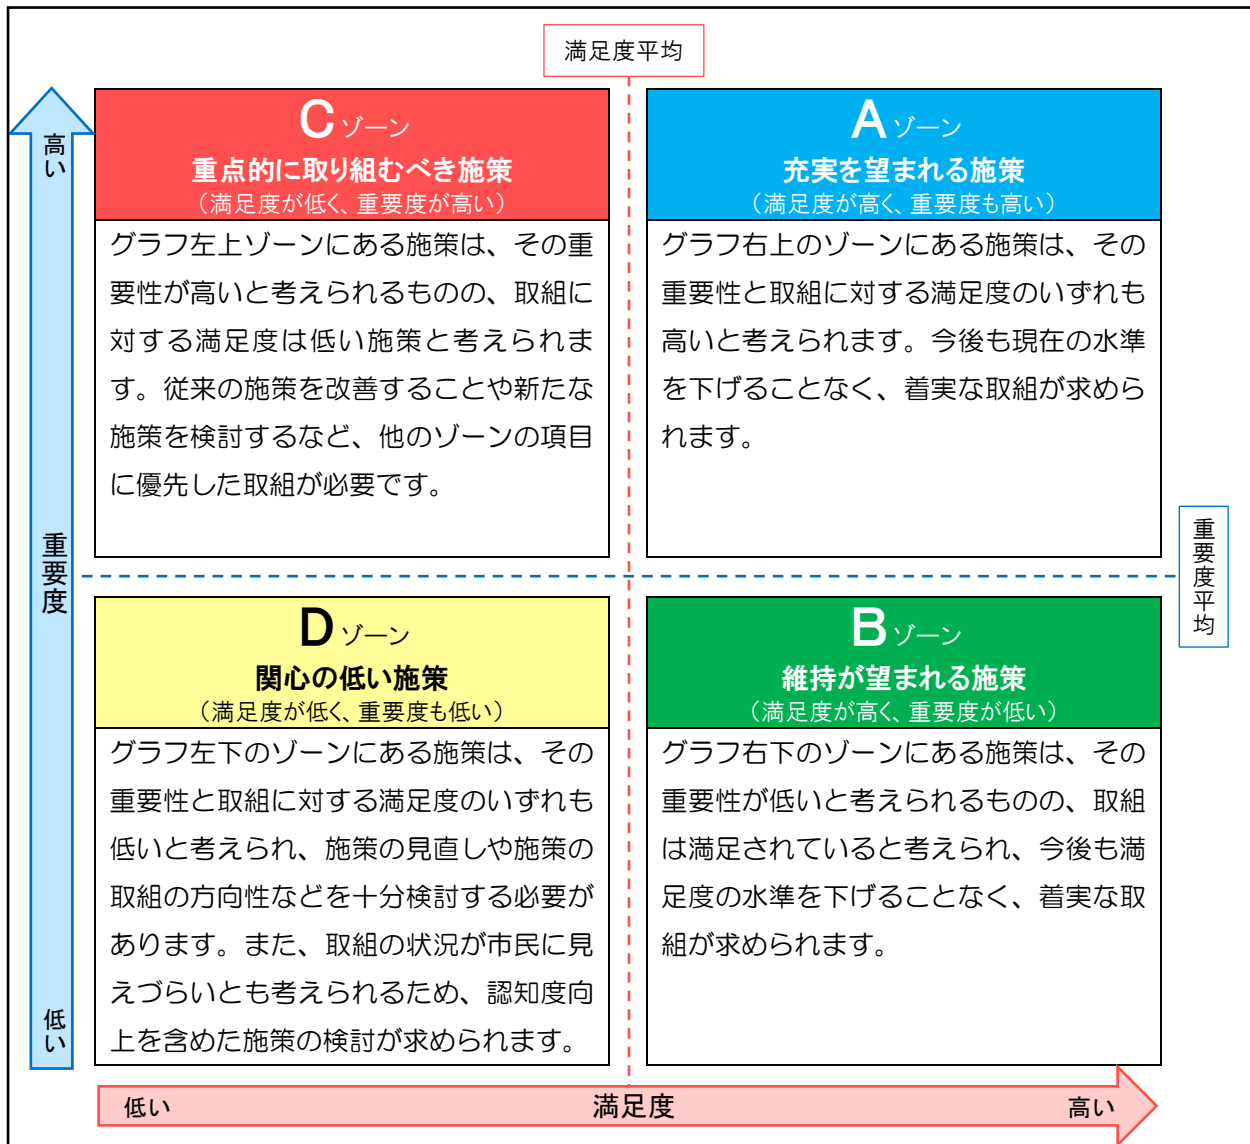 満足度平均
高い
Cゾーン
重点的に取り組むべき施策
（満足度が低く、重要度が高い）
グラフ左上ゾーンにある施策は、その重
要性が高いと考えられるものの、取組に
対する満足度は低い施策と考えられま
す。従来の施策を改善することや新たな
施策を検討するなど、他のゾーンの項目
に優先した取組が必要です。
Aゾーン
充実を望まれる施策
（満足度が高く、重要度も高い）
グラフ右上のゾーンにある施策は、その
重要性と取組に対する満足度のいずれも
高いと考えられます。今後も現在の水準
を下げることなく、着実な取組が求めら
れます。
重要度
重要度平均
Dゾーン
関心の低い施策
（満足度が低く、重要度も低い）
グラフ左下のゾーンにある施策は、その
重要性と取組に対する満足度のいずれも
低いと考えられ、施策の見直しや施策の
取組の方向性などを十分検討する必要が
あります。また、取組の状況が市民に見
えづらいとも考えられるため、認知度向
上を含めた施策の検討が求められます。
Bゾーン
維持が望まれる施策
（満足度が高く、重要度が低い）
グラフ右下のゾーンにある施策は、その
重要性が低いと考えられるものの、取組
は満足されていると考えられ、今後も満
足度の水準を下げることなく、着実な取
組が求められます。
低い
低い
満足度
高い